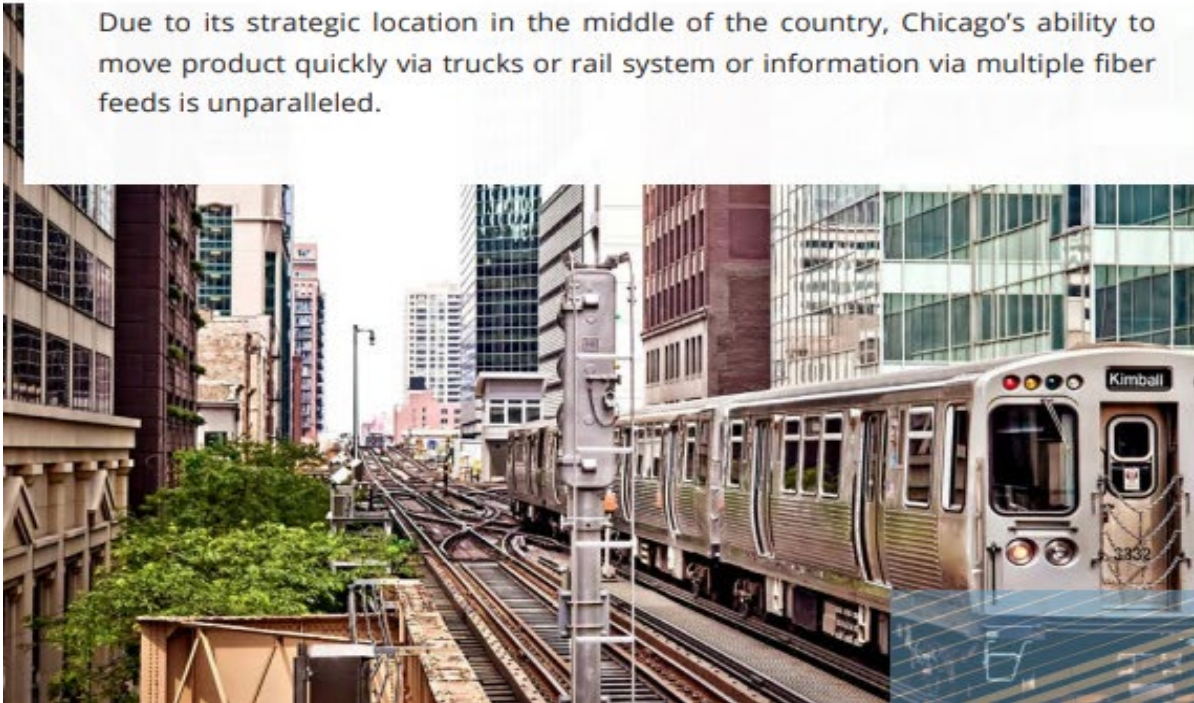 Due to its strategic location in the middle of the country, Chicago's ability to
move product quickly via trucks or rail system or information via multiple fiber
feeds is unparalleled.
Kimball
3332